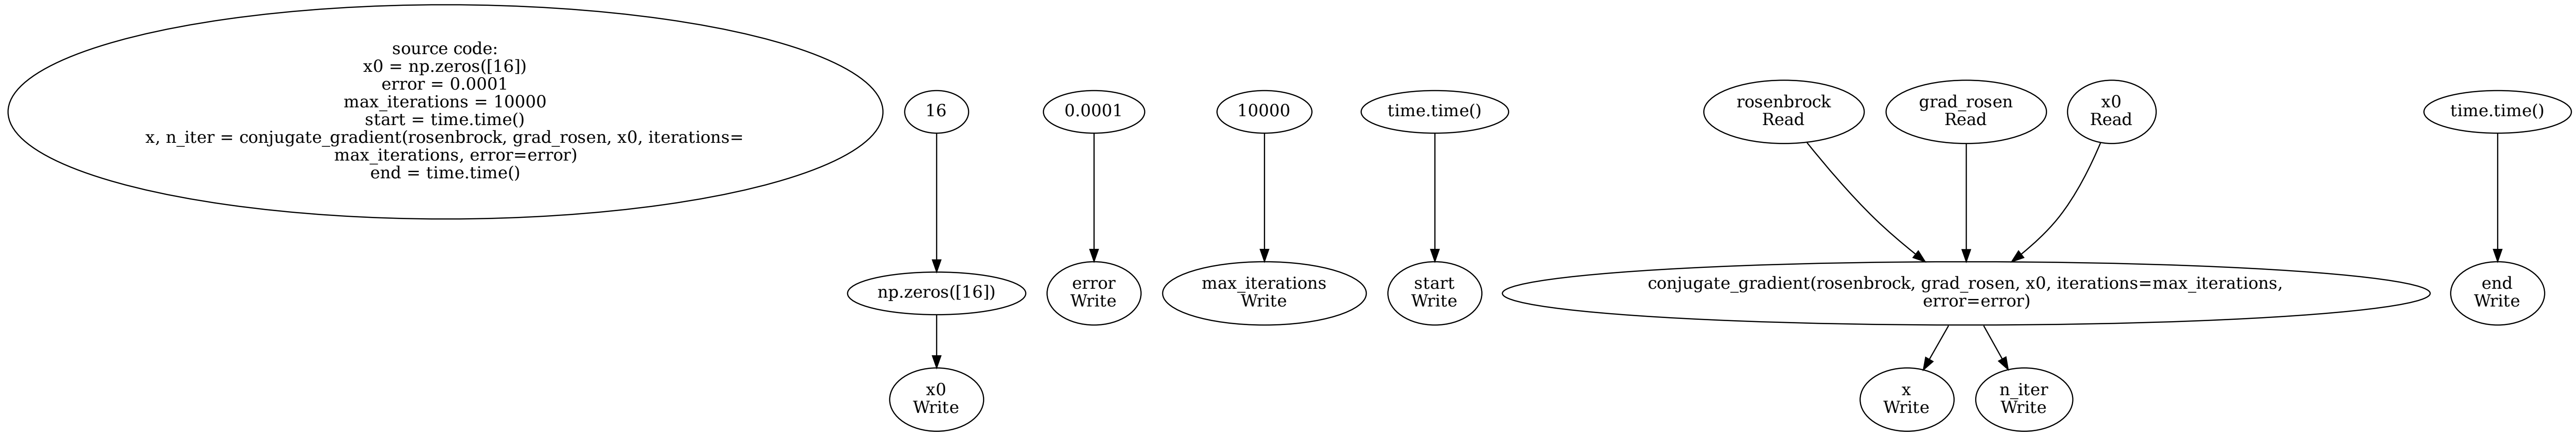 source code:
x0 = np.zeros([16])
error = 0.0001
max_iterations = 10000
start = time.time()
x, n_iter = conjugate_gradient(rosenbrock, grad_rosen, x0, iterations=
max_iterations, error=error)
end = time.time()
16
0.0001
10000
time.time()
rosenbrock
Read
grad_rosen
Read
x0
Read
time.time()
np.zeros([16])
error
Write
max_iterations
Write
start
Write
conjugate_gradient(rosenbrock, grad_rosen, x0, iterations=max_iterations,
error=error)
end
Write
x0
Write
x
Write
n_iter
Write